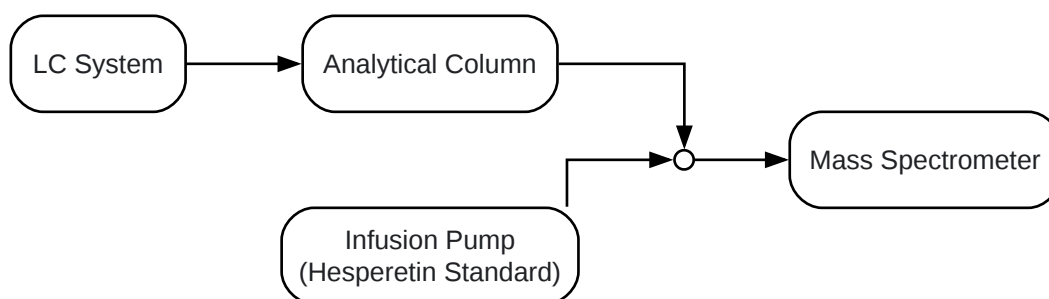 LC System
Analytical Column
Mass Spectrometer
Infusion Pump
(Hesperetin Standard)